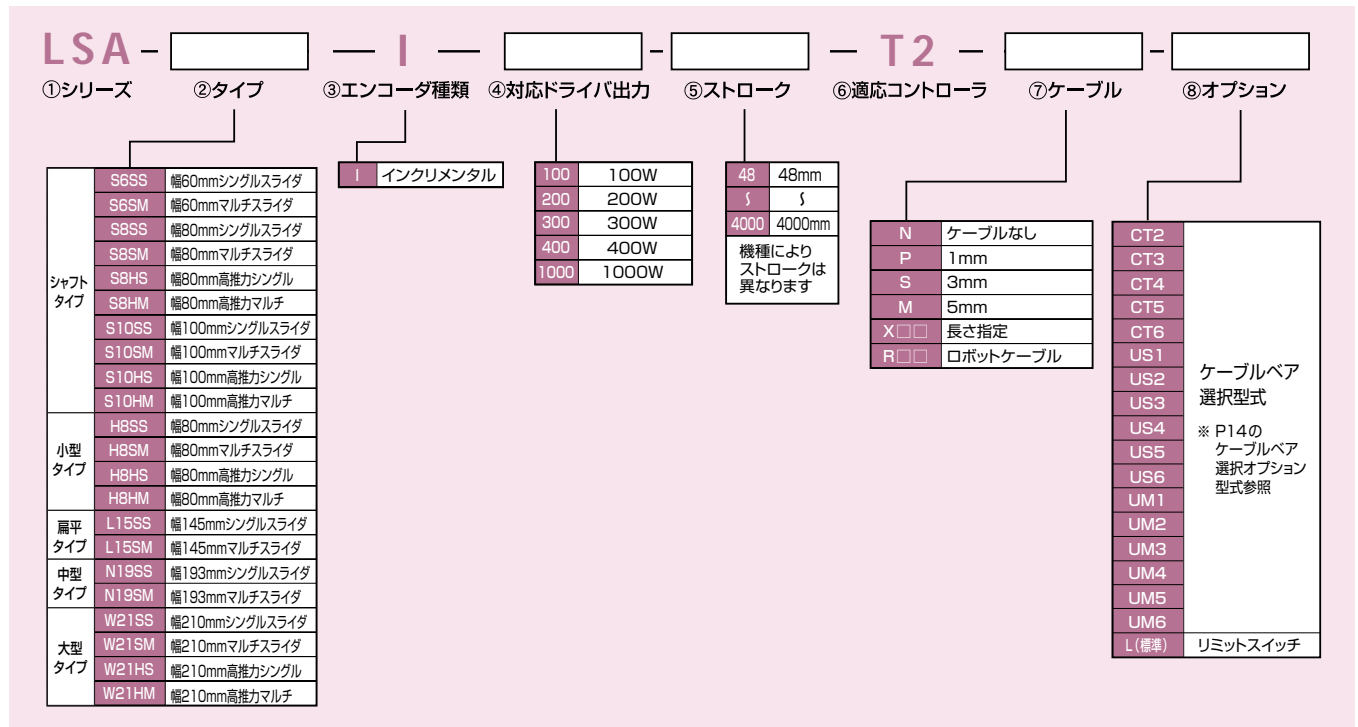 LSA - — I — - — T2 — -
①シリーズ ②タイプ ③エンコーダ種類 ④対応ドライバ出力 ⑤ストローク ⑥適応コントローラ ⑦ケーブル ⑧オプション
シャフト
タイプ
S6SS 幅60mmシングルスライダ
S6SM 幅60mmマルチスライダ
S8SS 幅80mmシングルスライダ
S8SM 幅80mmマルチスライダ
S8HS 幅80mm高推力シングル
S8HM 幅80mm高推力マルチ
S10SS 幅100mmシングルスライダ
S10SM 幅100mmマルチスライダ
S10HS 幅100mm高推力シングル
S10HM 幅100mm高推力マルチ
小型
タイプ
H8SS 幅80mmシングルスライダ
H8SM 幅80mmマルチスライダ
H8HS 幅80mm高推力シングル
H8HM 幅80mm高推力マルチ
扁平
タイプ
L15SS 幅145mmシングルスライダ
L15SM 幅145mmマルチスライダ
中型
タイプ
N19SS 幅193mmシングルスライダ
N19SM 幅193mmマルチスライダ
大型
タイプ
W21SS 幅210mmシングルスライダ
W21SM 幅210mmマルチスライダ
W21HS 幅210mm高推力シングル
W21HM 幅210mm高推力マルチ
I インクリメンタル
100 100W
200 200W
300 300W
400 400W
1000 1000W
48 48mm
〜 〜
4000 4000mm
機種により
ストロークは
異なります
N ケーブルなし
P 1mm
S 3mm
M 5mm
X□□ 長さ指定
R□□ ロボットケーブル
CT2
CT3
CT4
CT5
CT6
US1
US2
US3
US4
US5
US6
UM1
UM2
UM3
UM4
UM5
UM6
ケーブルベア
選択型式
※ P14の
ケーブルベア
選択オプション
型式参照
L(標準) リミットスイッチ